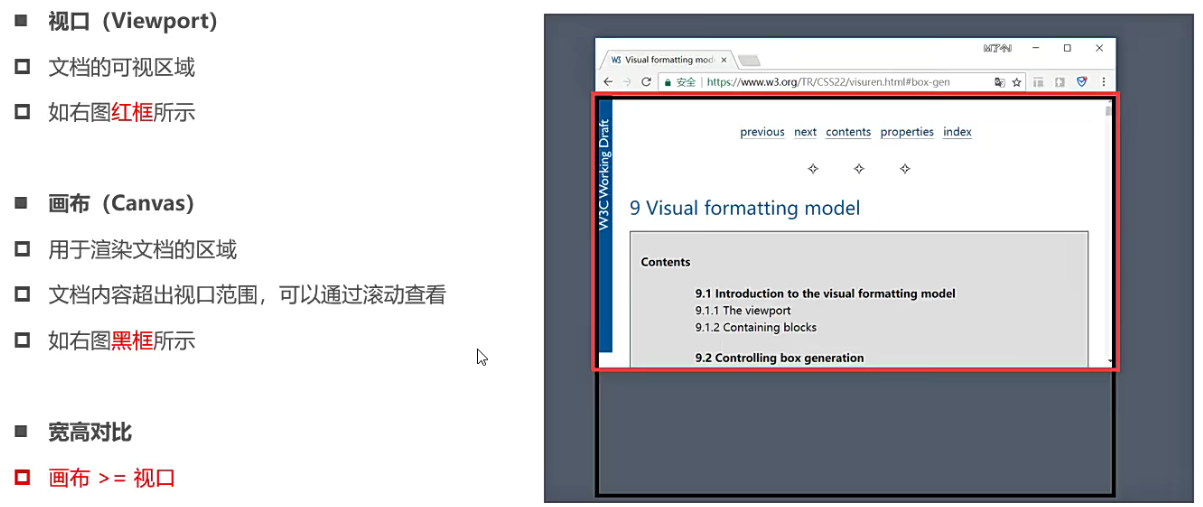 视口（Viewport）
文档的可视区域
如右图红框所示
画布（Canvas）
用于渲染文档的区域
文档内容超出视口范围，可以通过滚动查看
如右图黑框所示
宽高对比
画布 >= 视口
W3 Visual formatting mod
安全 | https://www.w3.org/TR/CSS22/visuren.html#box-gen
W3C Working Draft
previous next contents properties index
9 Visual formatting model
Contents
9.1 Introduction to the visual formatting model
9.1.1 The viewport
9.1.2 Containing blocks
9.2 Controlling box generation